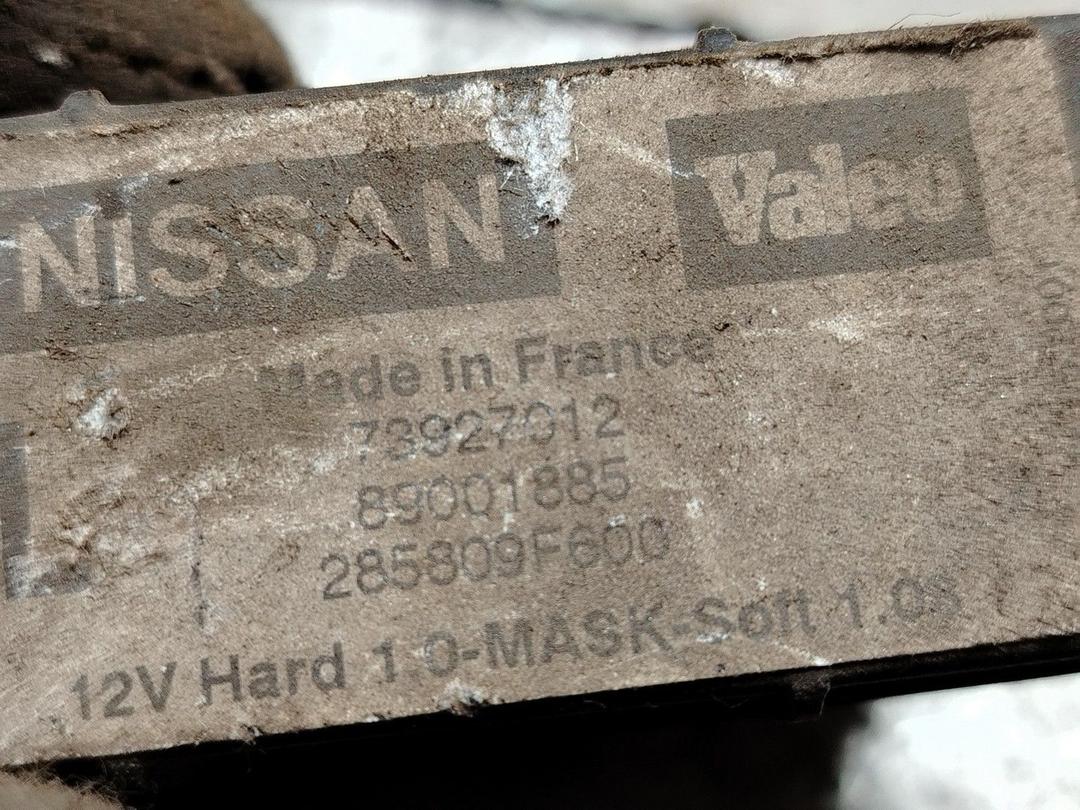 NISSAN Valeo
Made in France
73927012
89001885
285809F600
12V Hard 1.0-MASK-Soft 1.0s